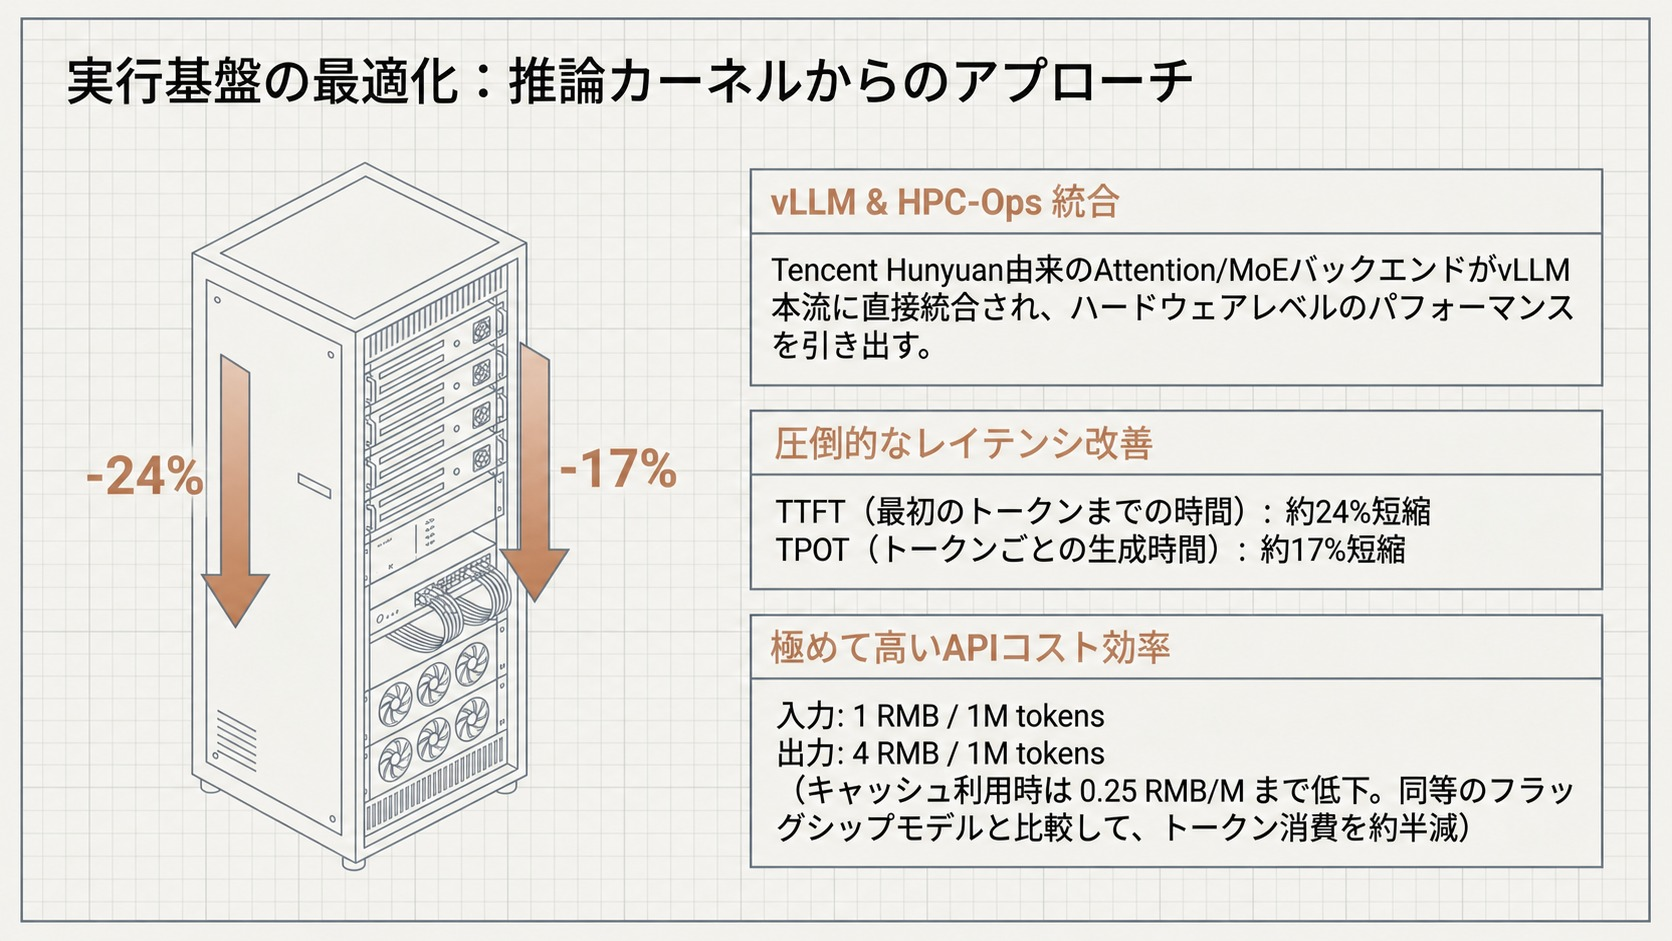 実行基盤の最適化：推論カーネルからのアプローチ
-24%
-17%
vLLM & HPC-Ops 統合
Tencent Hunyuan由来のAttention/MoEバックエンドがvLLM
本流に直接統合され、ハードウェアレベルのパフォーマンス
を引き出す。
圧倒的なレイテンシ改善
TTFT（最初のトークンまでの時間）: 約24%短縮
TPOT（トークンごとの生成時間）: 約17%短縮
極めて高いAPIコスト効率
入力: 1 RMB / 1M tokens
出力: 4 RMB / 1M tokens
（キャッシュ利用時は 0.25 RMB/M まで低下。同等のフラッ
グシップモデルと比較して、トークン消費を約半減）